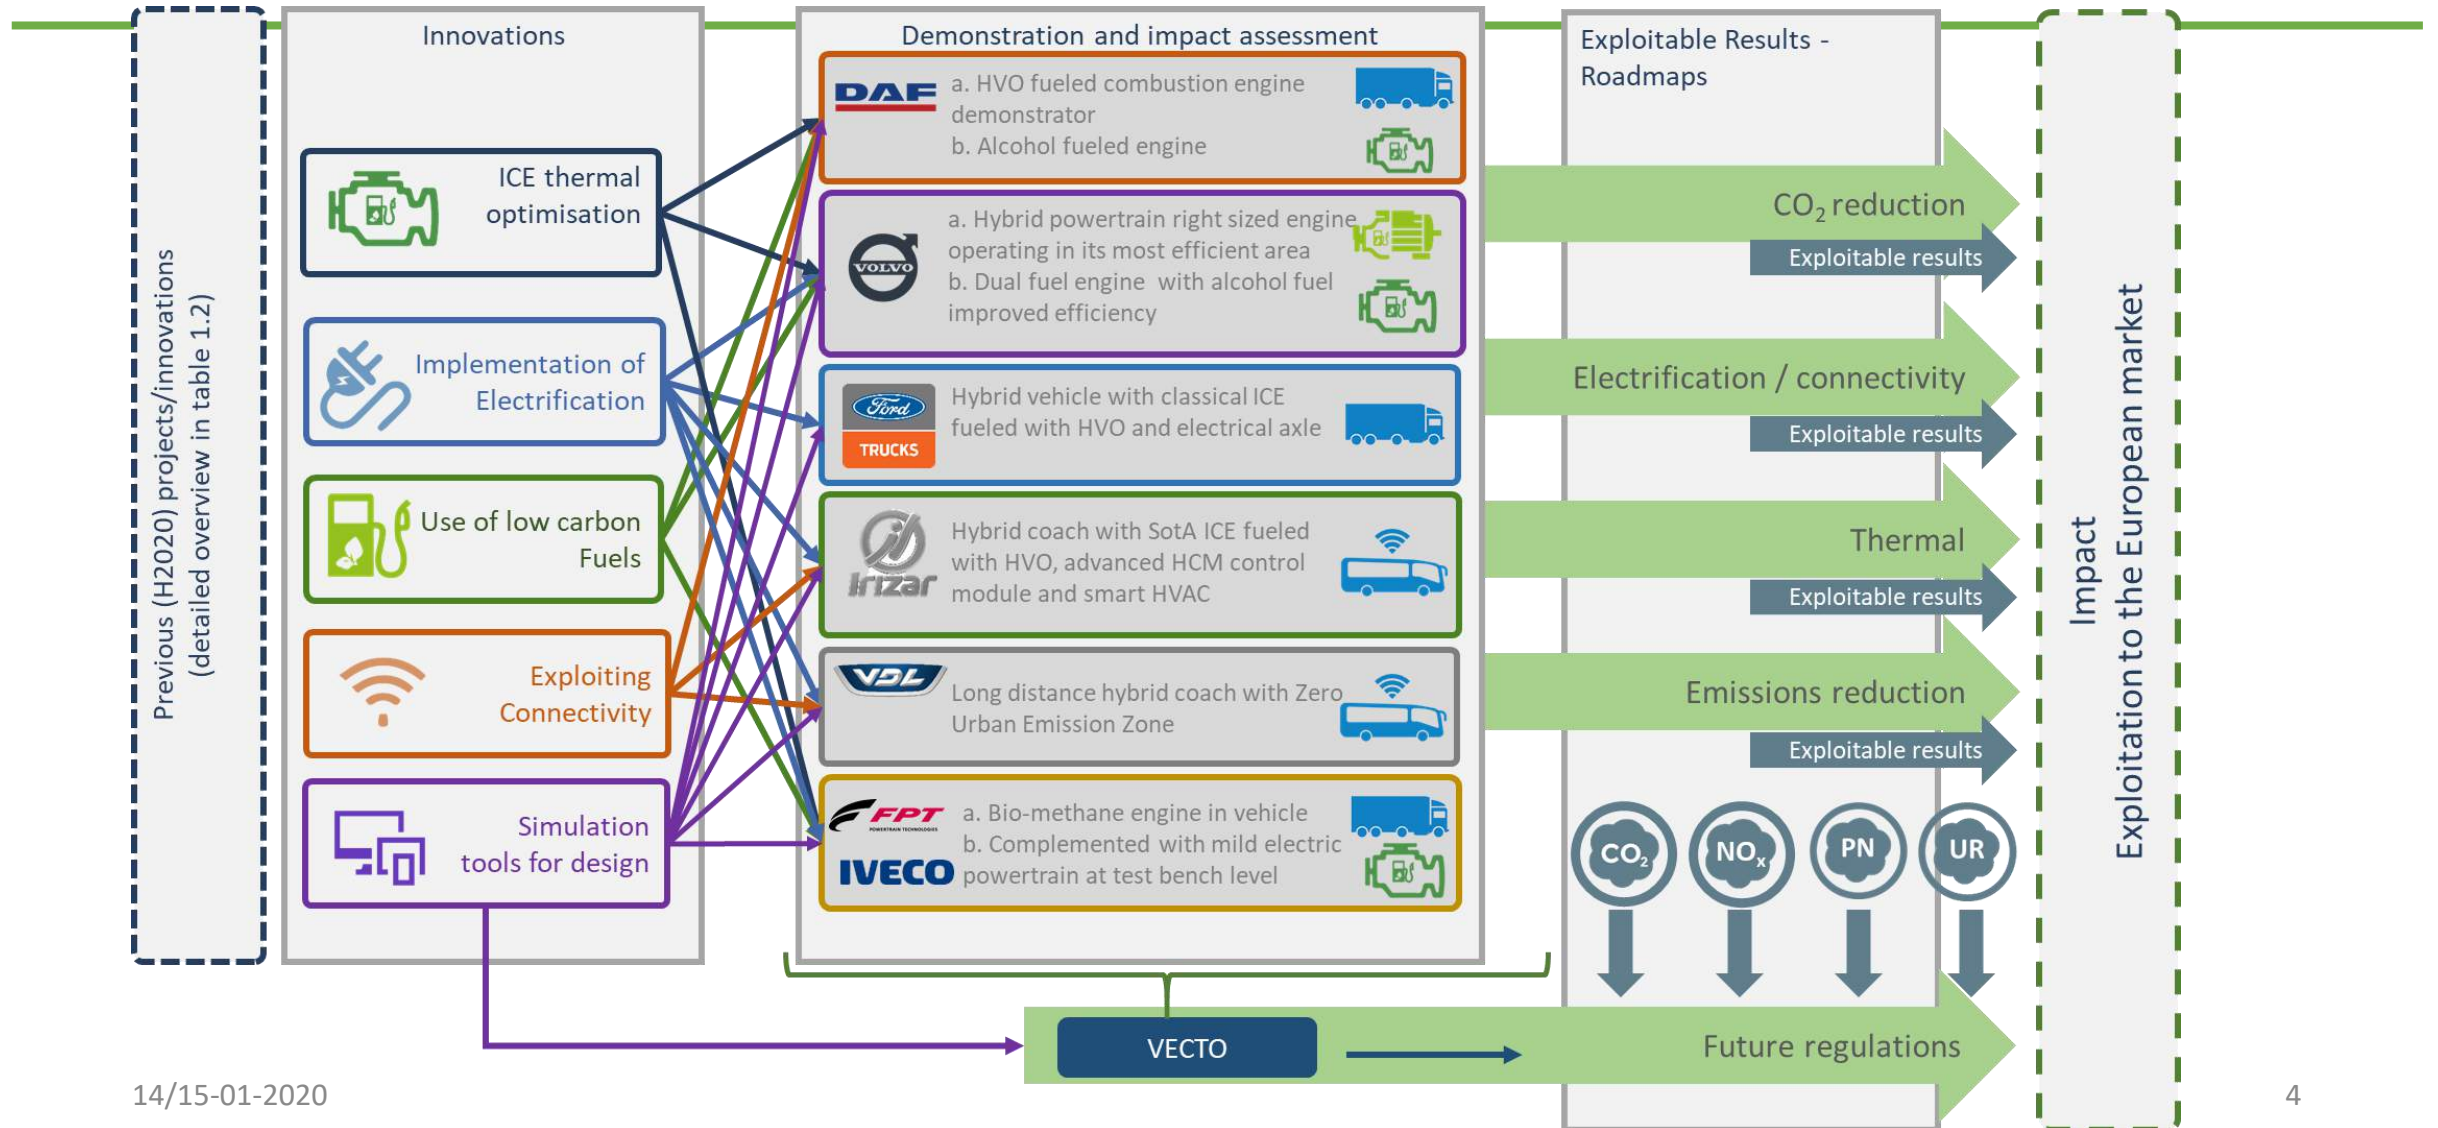 Previous (H2020) projects/innovations
(detailed overview in table 1.2)
Innovations
ICE thermal
optimisation
Implementation of
Electrification
Use of low carbon
Fuels
Exploiting
Connectivity
Simulation
tools for design
Demonstration and impact assessment
DAF
a. HVO fueled combustion engine
demonstrator
b. Alcohol fueled engine
VOLVO
a. Hybrid powertrain right sized engine
operating in its most efficient area
b. Dual fuel engine with alcohol fuel
improved efficiency
Ford
TRUCKS
Hybrid vehicle with classical ICE
fueled with HVO and electrical axle
Irizar
Hybrid coach with SotA ICE fueled
with HVO, advanced HCM control
module and smart HVAC
VDL
Long distance hybrid coach with Zero
Urban Emission Zone
FPT
POWERTRAIN TECHNOLOGIES
IVECO
a. Bio-methane engine in vehicle
b. Complemented with mild electric
powertrain at test bench level
VECTO
Exploitable Results -
Roadmaps
CO₂ reduction
Exploitable results
Electrification / connectivity
Exploitable results
Thermal
Exploitable results
Emissions reduction
Exploitable results
CO₂
NOₓ
PN
UR
Future regulations
Impact
Exploitation to the European market
14/15-01-2020
4